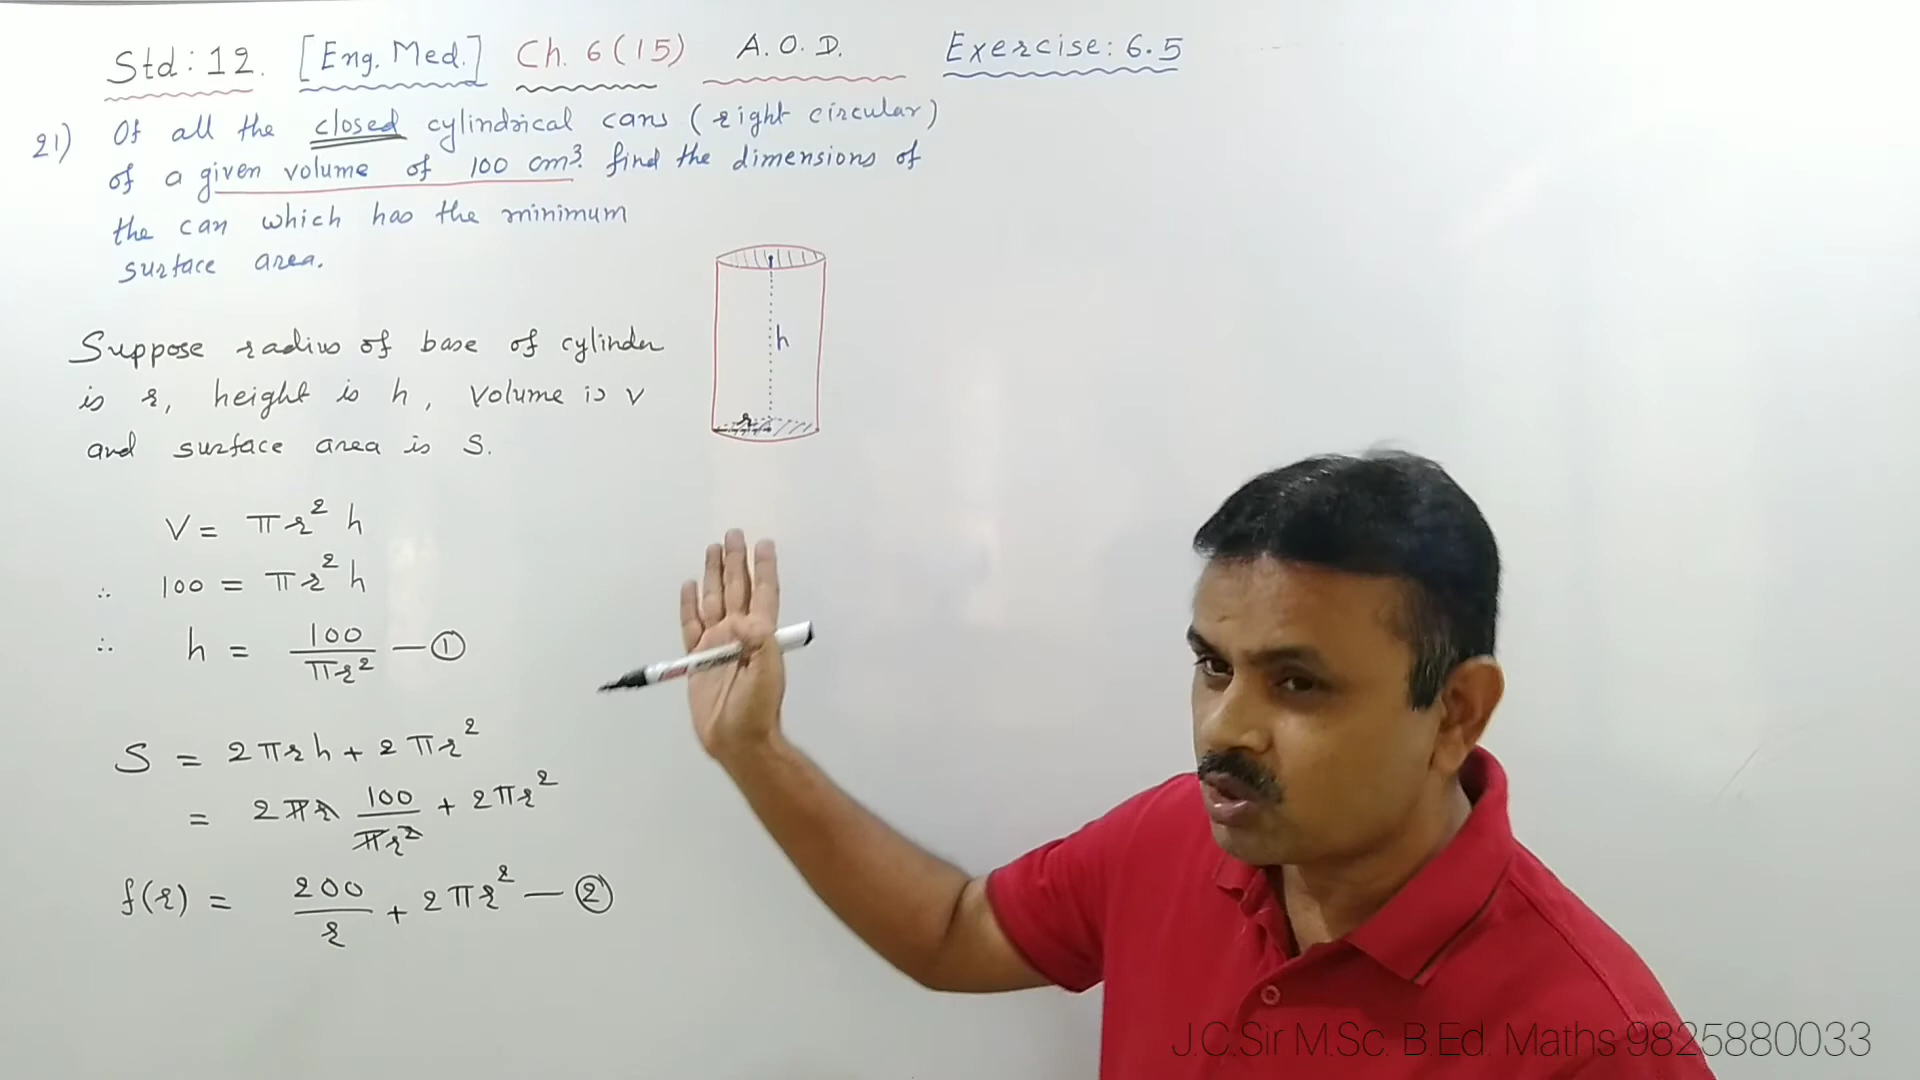 Std: 12. [Eng. Med.] Ch. 6 (15) A.O.D. Exercise: 6.5
21) Of all the closed cylindrical cans (right circular)
of a given volume of 100 cm³. find the dimensions of
the can which has the minimum
surface area.
h
r
Suppose radius of base of cylinder
is r, height is h, Volume is V
and surface area is S.
V = πr² h
∴ 100 = πr² h
∴ h = 100/πr² — ①
S = 2πrh + 2πr²
= 2πr 100/πr² + 2πr²
f(r) = 200/r + 2πr² — ②
J.C.Sir M.Sc. B.Ed. Maths 9825880033